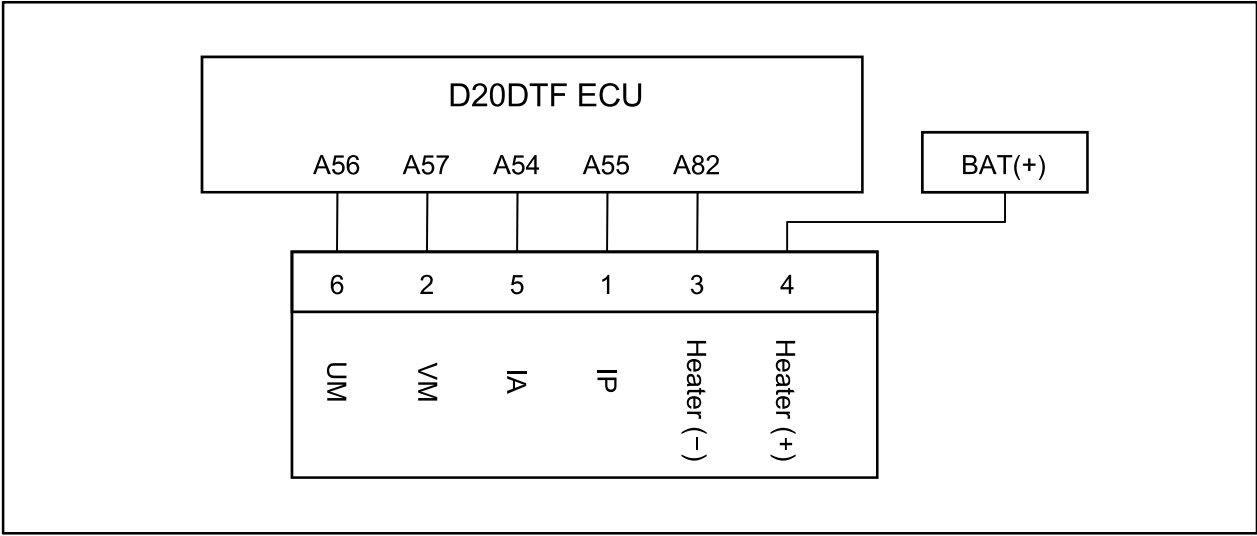 D20DTF ECU
A56 A57 A54 A55 A82
BAT(+)
6 2 5 1 3 4
UM
VM
IA
IP
Heater (−)
Heater (+)